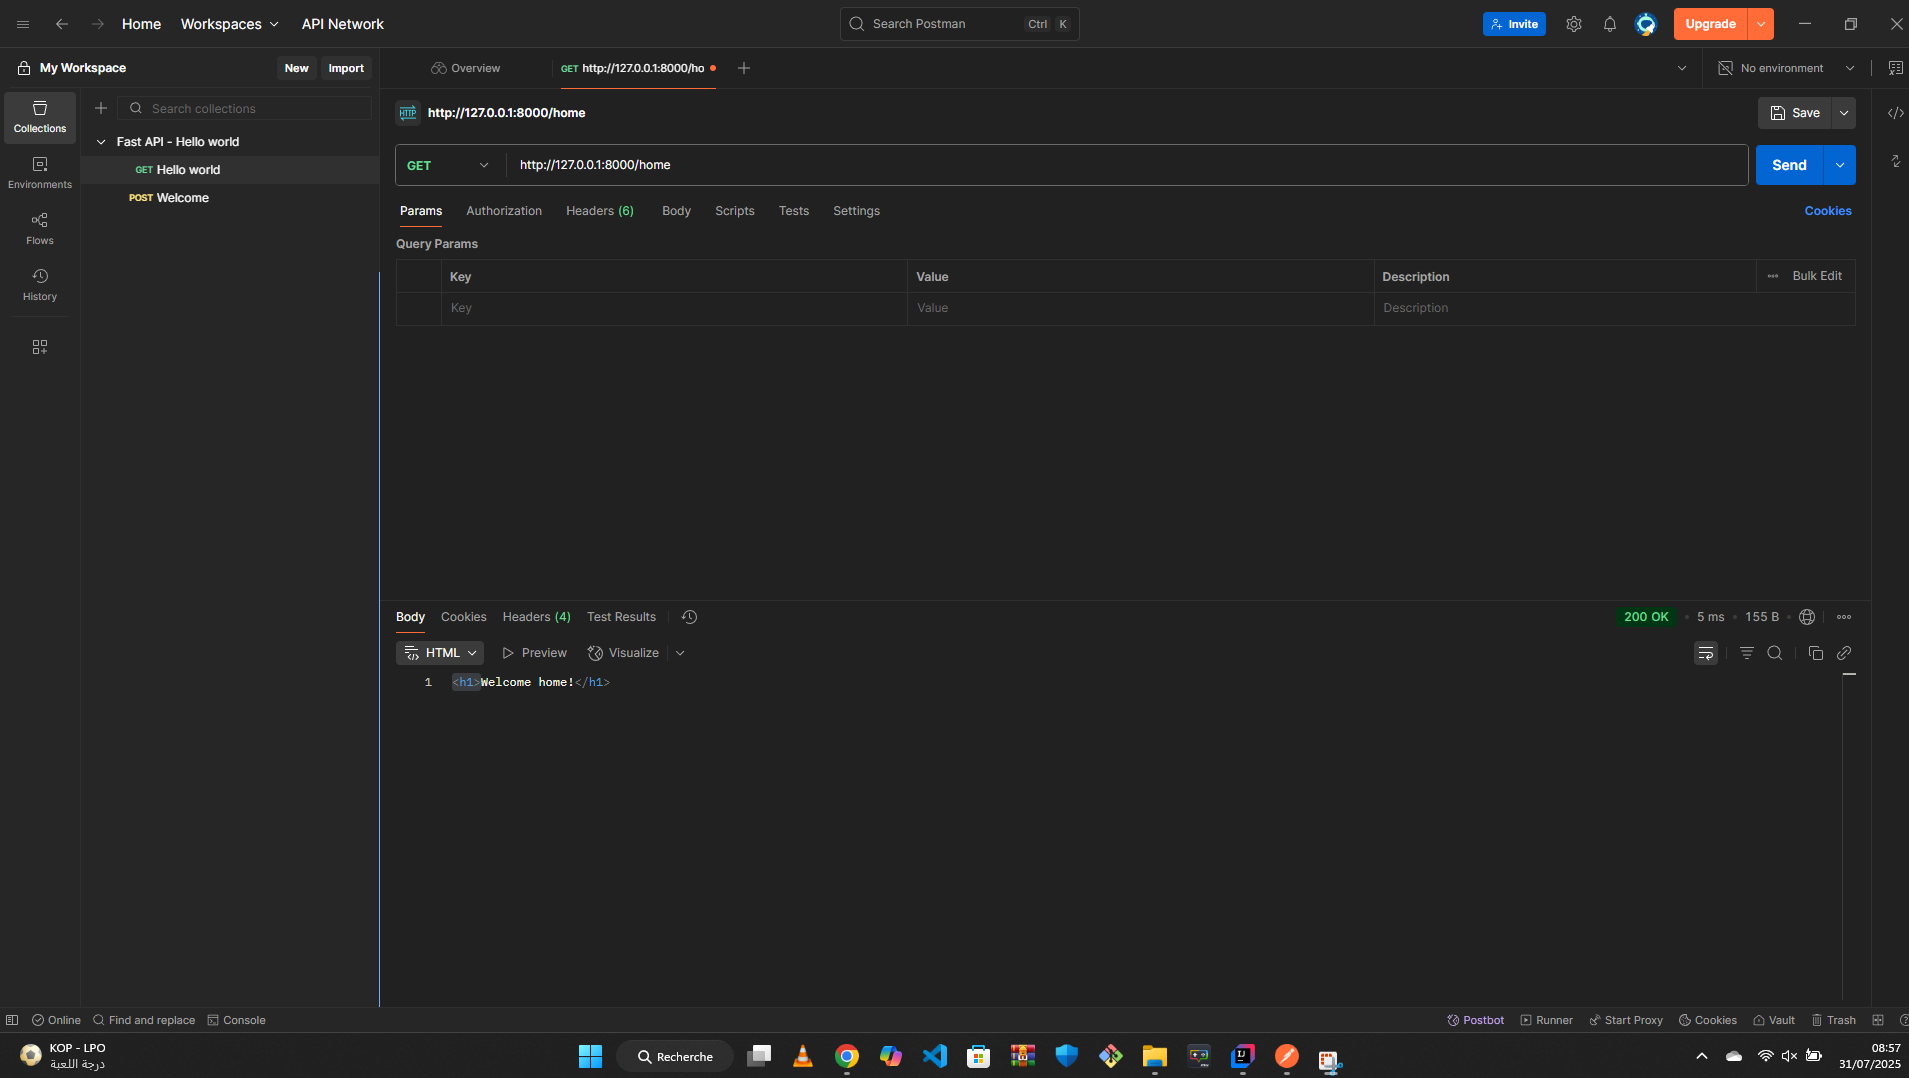 Home Workspaces API Network Search Postman Ctrl K Invite Upgrade
My Workspace New Import Overview GET http://127.0.0.1:8000/ho No environment
Search collections
Collections
Environments
Flows
History
Fast API - Hello world
GET Hello world
POST Welcome
HTTP http://127.0.0.1:8000/home Save
GET http://127.0.0.1:8000/home Send
Params Authorization Headers (6) Body Scripts Tests Settings Cookies
Query Params
Key Value Description Bulk Edit
Key Value Description
Body Cookies Headers (4) Test Results 200 OK 5 ms 155 B
HTML Preview Visualize
1 <h1>Welcome home!</h1>
Online Find and replace Console Postbot Runner Start Proxy Cookies Vault Trash
KOP - LPO
درجة اللعبة
Recherche
08:57
31/07/2025